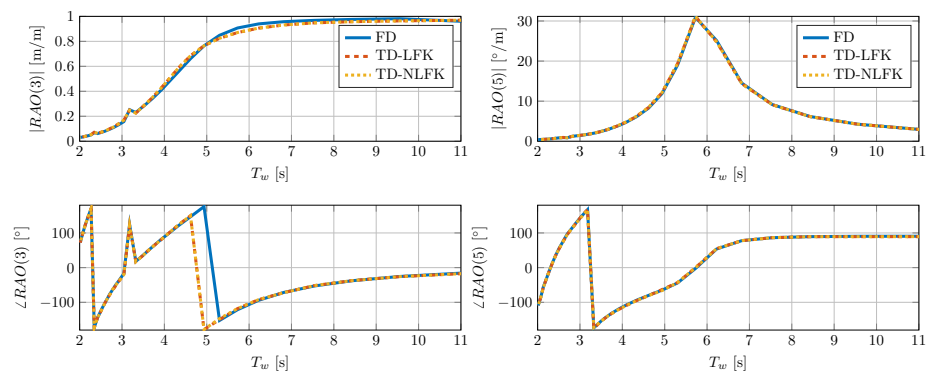 |RAO(3)| [m/m]
1
0.8
0.6
0.4
0.2
0
2 3 4 5 6 7 8 9 10 11
T_w [s]
FD
TD-LFK
TD-NLFK
|RAO(5)| [°/m]
30
20
10
0
2 3 4 5 6 7 8 9 10 11
T_w [s]
FD
TD-LFK
TD-NLFK
∠RAO(3) [°]
100
0
−100
2 3 4 5 6 7 8 9 10 11
T_w [s]
∠RAO(5) [°]
100
0
−100
2 3 4 5 6 7 8 9 10 11
T_w [s]